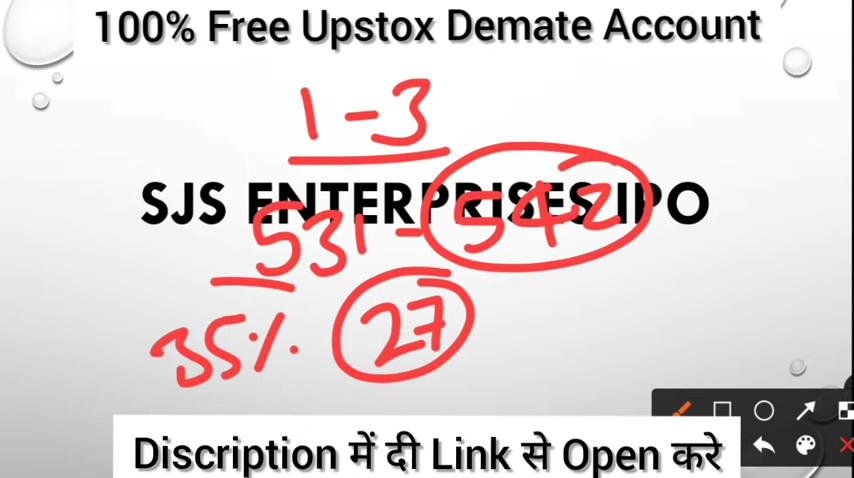 100% Free Upstox Demate Account
1-3
SJS ENTERPRISES IPO
531-542
35% 27
Discription में दी Link से Open करे